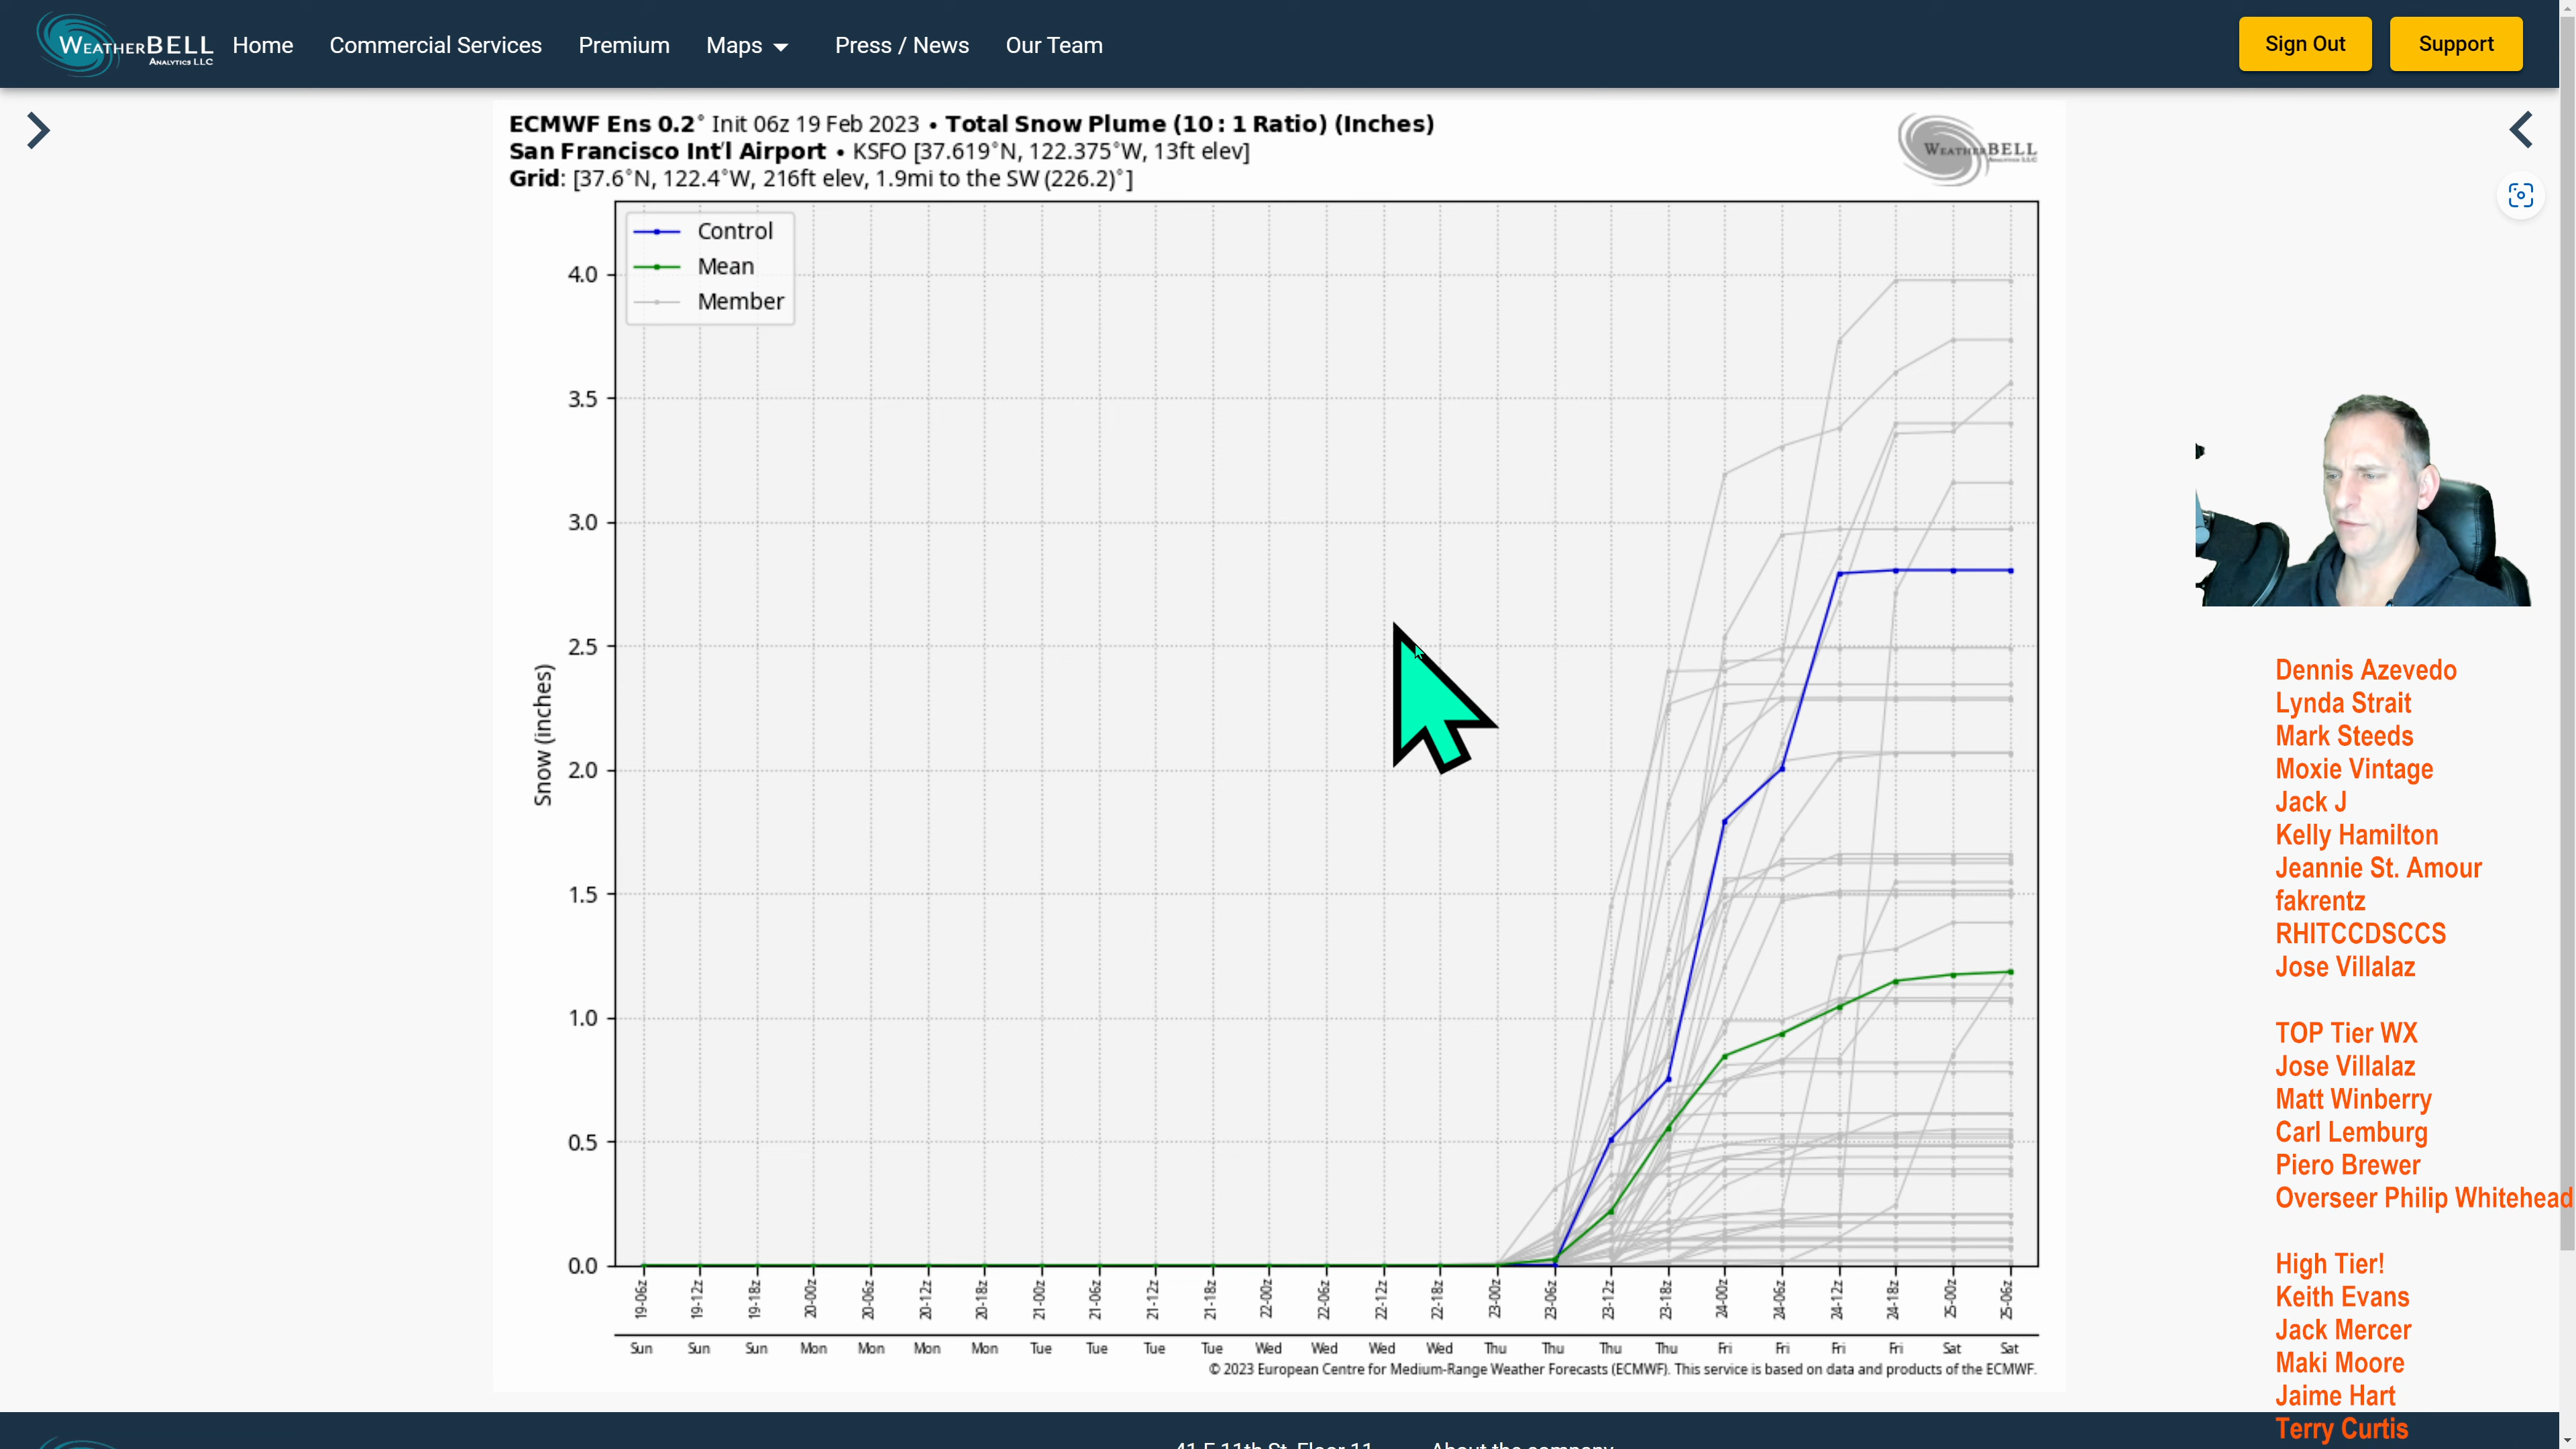 WEATHERBELL
ANALYTICS LLC
Home
Commercial Services
Premium
Maps
Press / News
Our Team
Sign Out
Support
ECMWF Ens 0.2° Init 06z 19 Feb 2023 • Total Snow Plume (10:1 Ratio) (Inches)
San Francisco Int'l Airport • KSFO [37.619°N, 122.375°W, 13ft elev]
Grid: [37.6°N, 122.4°W, 216ft elev, 1.9mi to the SW (226.2)°]
WEATHERBELL
ANALYTICS LLC
Control
Mean
Member
4.0
3.5
3.0
2.5
2.0
1.5
1.0
0.5
0.0
Snow (inches)
19-06z 19-12z 19-18z 20-00z 20-06z 20-12z 20-18z 21-00z 21-06z 21-12z 21-18z 22-00z 22-06z 22-12z 22-18z 23-00z 23-06z 23-12z 23-18z 24-00z 24-06z 24-12z 24-18z 25-00z 25-06z
Sun Sun Sun Mon Mon Mon Mon Tue Tue Tue Tue Wed Wed Wed Wed Thu Thu Thu Thu Fri Fri Fri Fri Sat Sat
© 2023 European Centre for Medium-Range Weather Forecasts (ECMWF). This service is based on data and products of the ECMWF.
Dennis Azevedo
Lynda Strait
Mark Steeds
Moxie Vintage
Jack J
Kelly Hamilton
Jeannie St. Amour
fakrentz
RHITCCDSCCS
Jose Villalaz
TOP Tier WX
Jose Villalaz
Matt Winberry
Carl Lemburg
Piero Brewer
Overseer Philip Whitehead
High Tier!
Keith Evans
Jack Mercer
Maki Moore
Jaime Hart
Terry Curtis
41 E 11th St. Floor 11
About the company